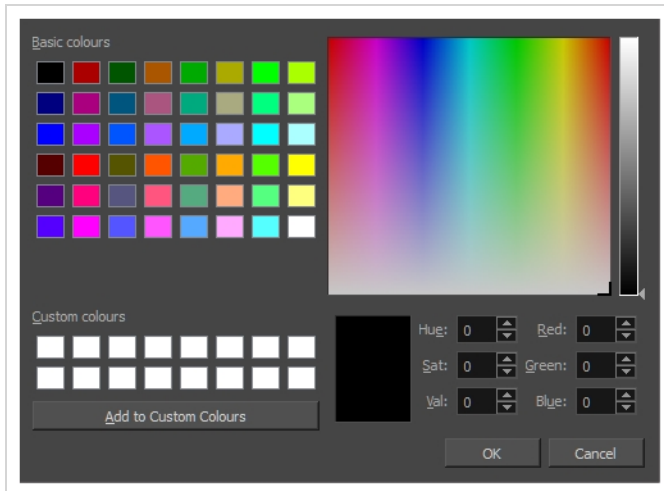 Basic colours
Custom colours
Add to Custom Colours
Hue: 0 Red: 0
Sat: 0 Green: 0
Val: 0 Blue: 0
OK Cancel